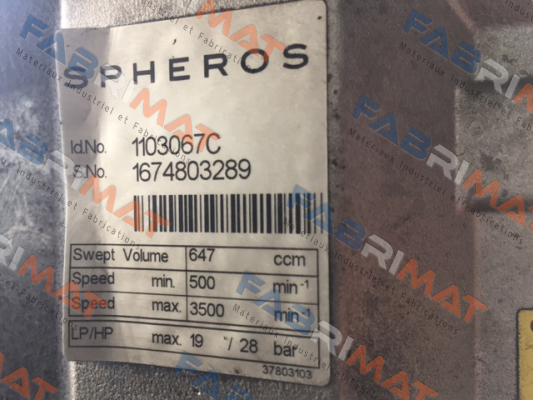 SPHEROS
Id.No. 1103067C
S.No. 1674803289
Swept Volume 647 ccm
Speed min. 500 min-1
Speed max. 3500 min
LP/HP max. 19 / 28 bar
37803103
FABRIMAT
Materiaux Industriel et Fabrications